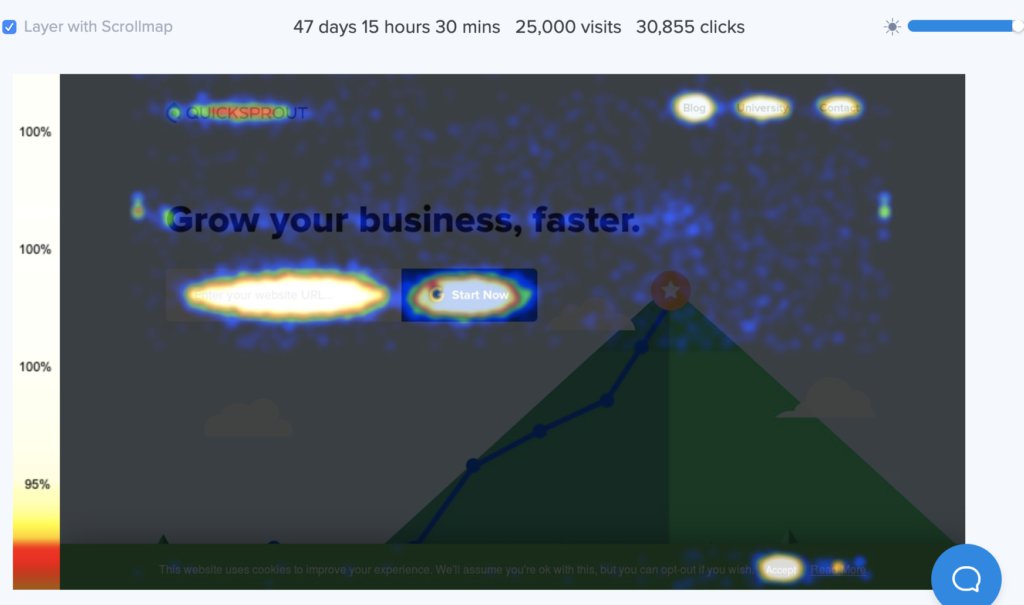 Layer with Scrollmap
47 days 15 hours 30 mins 25,000 visits 30,855 clicks
100%
QUICKSPROUT
Blog
University
Contact
Grow your business, faster.
100%
Enter your website URL...
Start Now
100%
95%
This website uses cookies to improve your experience. We'll assume you're ok with this, but you can opt-out if you wish.
Accept
Read More